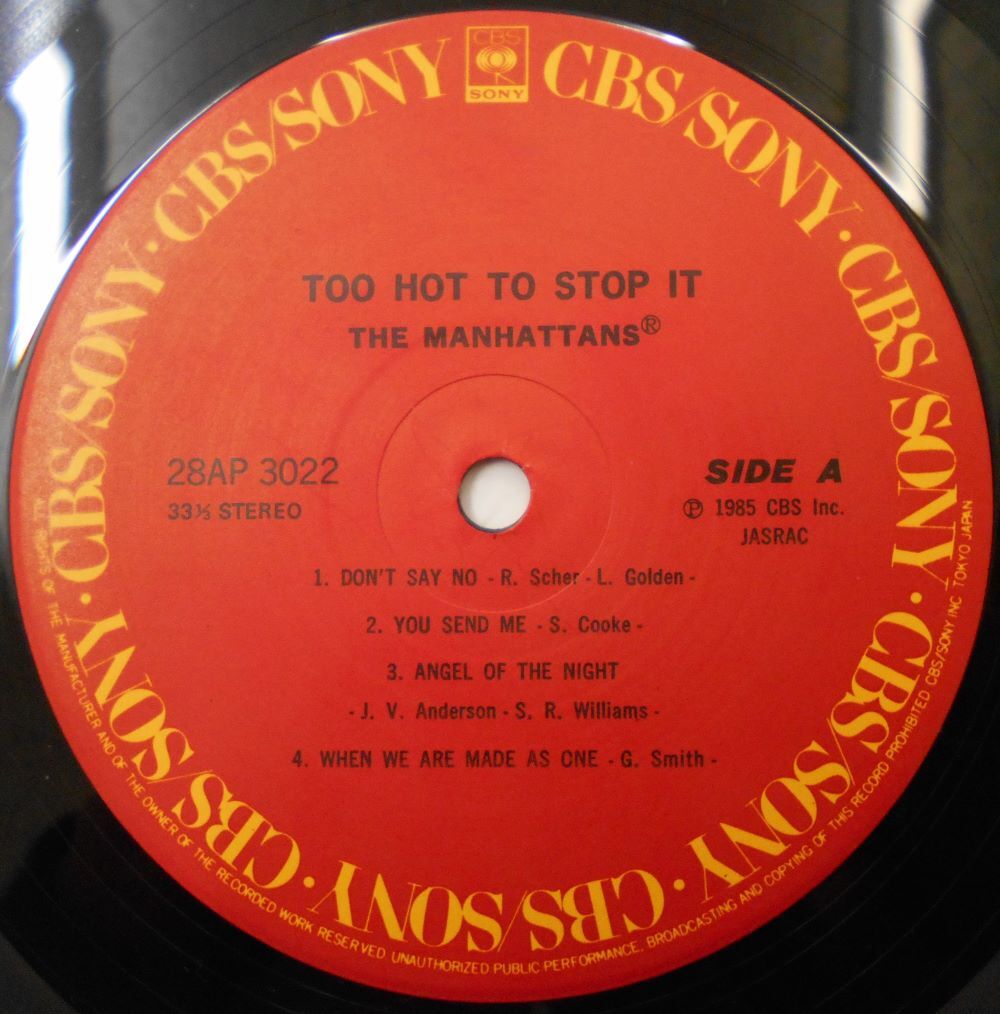 CBS
SONY
CBS/SONY · CBS/SONY · CBS/SONY · CBS/SONY · CBS/SONY · CBS/SONY · CBS/SONY · CBS/SONY
TOO HOT TO STOP IT
THE MANHATTANS®
28AP 3022
33⅓ STEREO
SIDE A
Ⓟ 1985 CBS Inc.
JASRAC
1. DON'T SAY NO - R. Scher - L. Golden -
2. YOU SEND ME - S. Cooke -
3. ANGEL OF THE NIGHT
- J. V. Anderson - S. R. Williams -
4. WHEN WE ARE MADE AS ONE - G. Smith -
ALL RIGHTS OF THE MANUFACTURER AND OF THE OWNER OF THE RECORDED WORK RESERVED UNAUTHORIZED PUBLIC PERFORMANCE, BROADCASTING AND COPYING OF THIS RECORD PROHIBITED CBS/SONY INC TOKYO JAPAN